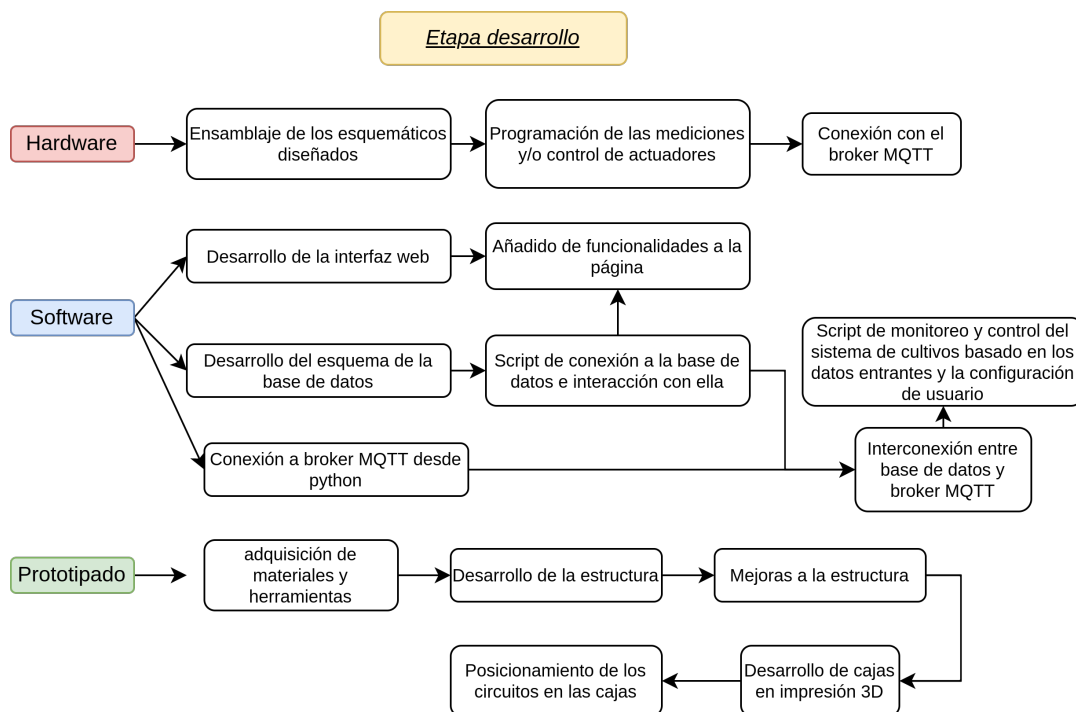 Etapa desarrollo
Hardware
Ensamblaje de los esquemáticos
diseñados
Programación de las mediciones
y/o control de actuadores
Conexión con el
broker MQTT
Software
Desarrollo de la interfaz web
Añadido de funcionalidades a la
página
Desarrollo del esquema de la
base de datos
Script de conexión a la base de
datos e interacción con ella
Script de monitoreo y control del
sistema de cultivos basado en los
datos entrantes y la configuración
de usuario
Conexión a broker MQTT desde
python
Interconexión entre
base de datos y
broker MQTT
Prototipado
adquisición de
materiales y
herramientas
Desarrollo de la estructura
Mejoras a la estructura
Posicionamiento de los
circuitos en las cajas
Desarrollo de cajas
en impresión 3D